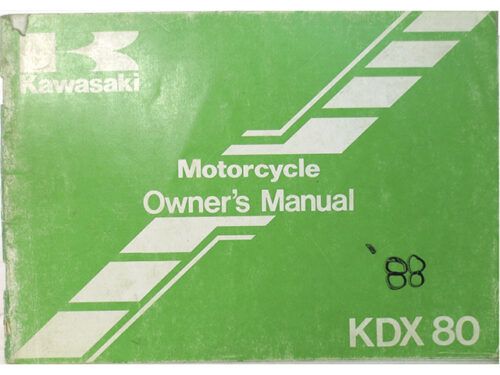 Kawasaki
Motorcycle
Owner's Manual
'88
KDX 80